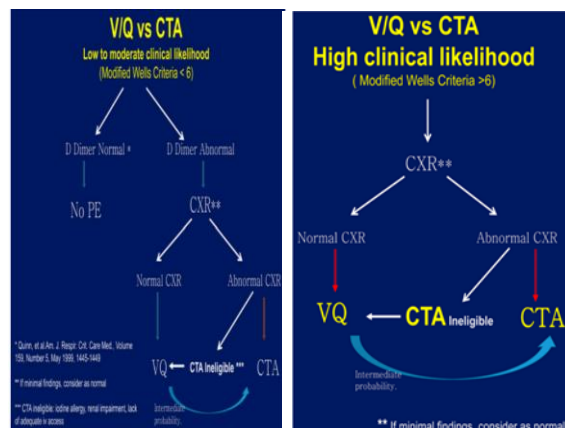 V/Q vs CTA
Low to moderate clinical likelihood
(Modified Wells Criteria < 6)
D Dimer Normal *
D Dimer Abnormal
No PE
CXR**
Normal CXR
Abnormal CXR
* Quinn, et al Am. J. Respir. Crit. Care Med., Volume
159, Number 5, May 1999, 1445-1449
VQ
CTA Ineligible ***
CTA
** If minimal findings, consider as normal
*** CTA ineligible: iodine allergy, renal impairment, lack
of adequate iv access
Intermediate
probability.
V/Q vs CTA
High clinical likelihood
( Modified Wells Criteria >6)
CXR**
Normal CXR
Abnormal CXR
VQ
CTA Ineligible
CTA
Intermediate
probability.
** If minimal findings, consider as normal